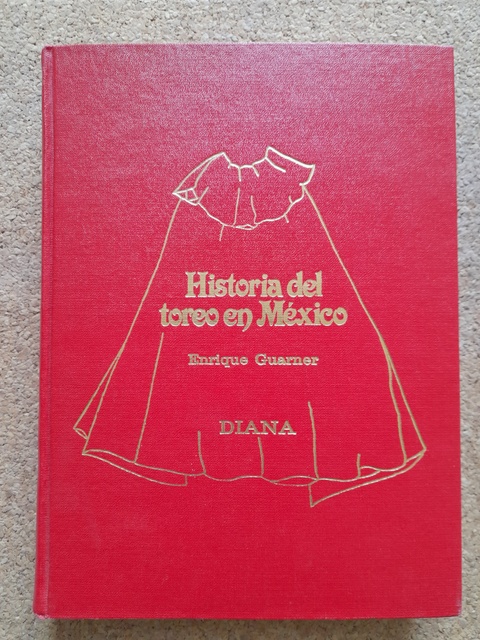 Historia del
toreo en México
Enrique Guarner
DIANA